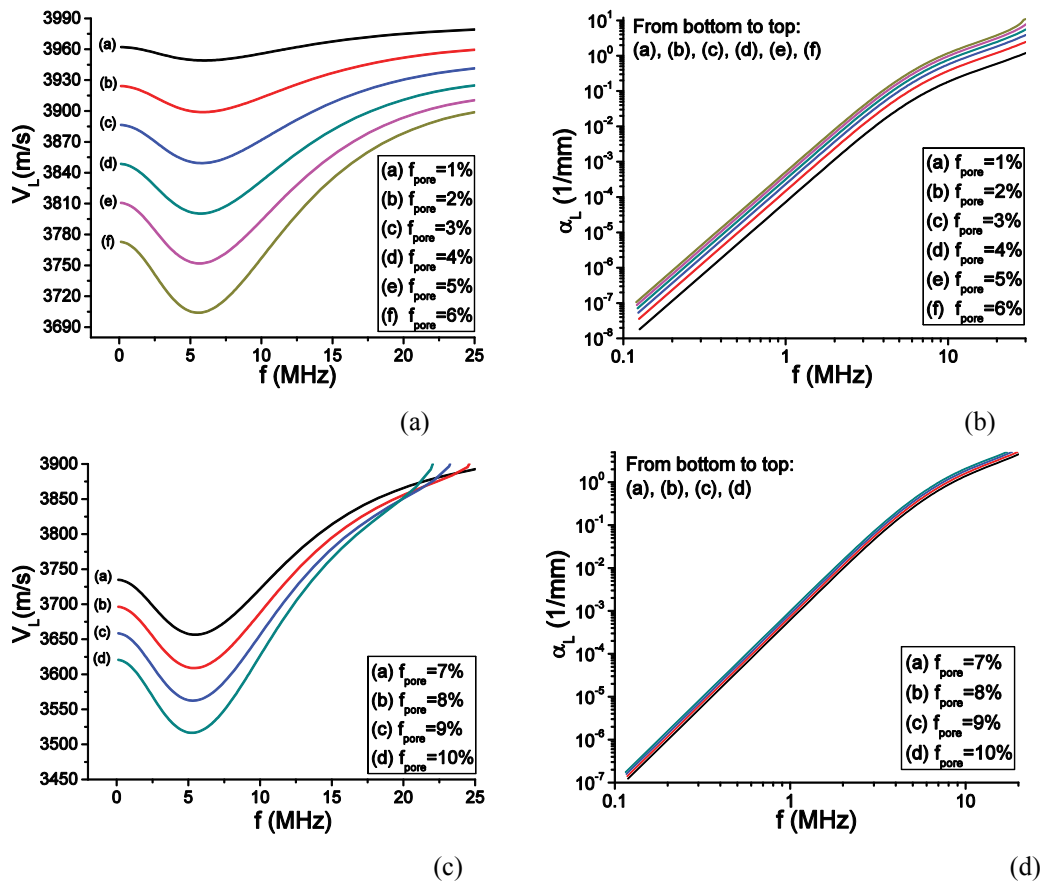 3990
3960
3930
3900
3870
3840
3810
3780
3750
3720
3690
V_L(m/s)
(a)
(b)
(c)
(d)
(e)
(f)
(a) f_pore=1%
(b) f_pore=2%
(c) f_pore=3%
(d) f_pore=4%
(e) f_pore=5%
(f) f_pore=6%
0 5 10 15 20 25
f (MHz)
(a)
From bottom to top:
(a), (b), (c), (d), (e), (f)
10^1
10^0
10^-1
10^-2
10^-3
10^-4
10^-5
10^-6
10^-7
10^-8
α_L (1/mm)
(a) f_pore=1%
(b) f_pore=2%
(c) f_pore=3%
(d) f_pore=4%
(e) f_pore=5%
(f) f_pore=6%
0.1 1 10
f (MHz)
(b)
3900
3850
3800
3750
3700
3650
3600
3550
3500
3450
V_L(m/s)
(a)
(b)
(c)
(d)
(a) f_pore=7%
(b) f_pore=8%
(c) f_pore=9%
(d) f_pore=10%
0 5 10 15 20 25
f (MHz)
(c)
From bottom to top:
(a), (b), (c), (d)
10^0
10^-1
10^-2
10^-3
10^-4
10^-5
10^-6
10^-7
α_L (1/mm)
(a) f_pore=7%
(b) f_pore=8%
(c) f_pore=9%
(d) f_pore=10%
0.1 1 10
f (MHz)
(d)